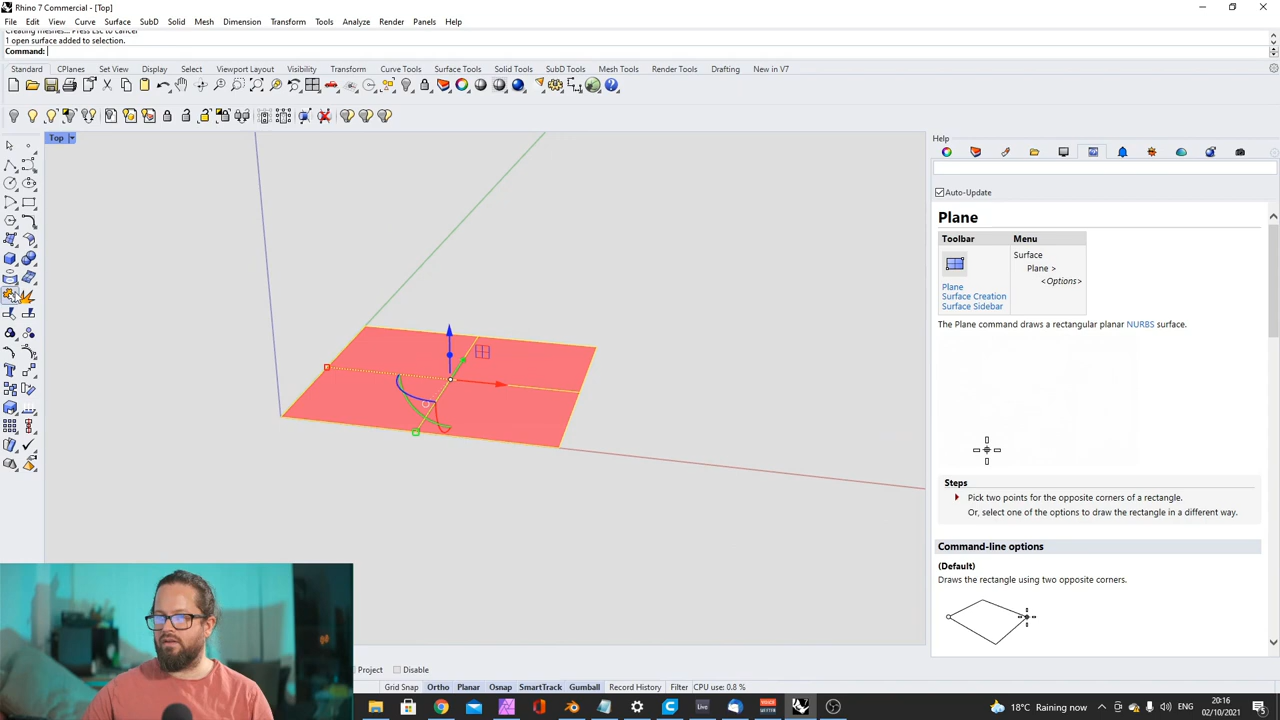 Rhino 7 Commercial - [Top]
File Edit View Curve Surface SubD Solid Mesh Dimension Transform Tools Analyze Render Panels Help
Creating meshes... Press Esc to cancel
1 open surface added to selection.
Command:
Standard CPlanes Set View Display Select Viewport Layout Visibility Transform Curve Tools Surface Tools Solid Tools SubD Tools Mesh Tools Render Tools Drafting New in V7
Top
Help
Auto-Update
Plane
Toolbar Menu
Surface
Plane >
<Options>
Plane
Surface Creation
Surface Sidebar
The Plane command draws a rectangular planar NURBS surface.
Steps
Pick two points for the opposite corners of a rectangle.
Or, select one of the options to draw the rectangle in a different way.
Command-line options
(Default)
Draws the rectangle using two opposite corners.
Project Disable
Grid Snap Ortho Planar Osnap SmartTrack Gumball Record History Filter CPU use: 0.8 %
Live
18°C Raining now
20:16
02/10/2021